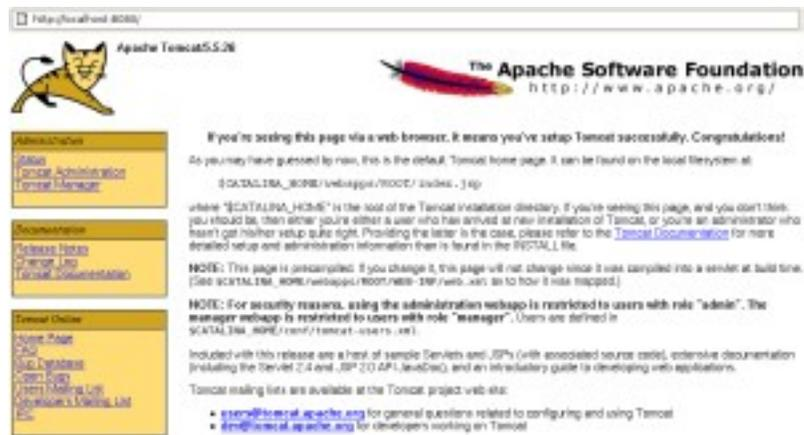 http://localhost:8080/
Apache Tomcat/5.5.26
The Apache Software Foundation
http://www.apache.org/
Administration
Status
Tomcat Administration
Tomcat Manager
Documentation
Release Notes
Change Log
Tomcat Documentation
Tomcat Online
Home Page
FAQ
Bug Database
Open Bugs
Users Mailing List
Developers Mailing List
IRC
If you're seeing this page via a web browser, it means you've setup Tomcat successfully. Congratulations!
As you may have guessed by now, this is the default Tomcat home page. It can be found on the local filesystem at:
$CATALINA_HOME/webapps/ROOT/index.jsp
where "$CATALINA_HOME" is the root of the Tomcat installation directory. If you're seeing this page, and you don't think
you should be, then either you're either a user who has arrived at new installation of Tomcat, or you're an administrator who
hasn't got his/her setup quite right. Providing the latter is the case, please refer to the Tomcat Documentation for more
detailed setup and administration information than is found in the INSTALL file.
NOTE: This page is precompiled. If you change it, this page will not change since it was compiled into a servlet at build time.
(See $CATALINA_HOME/webapps/ROOT/WEB-INF/web.xml as to how it was mapped.)
NOTE: For security reasons, using the administration webapp is restricted to users with role "admin". The
manager webapp is restricted to users with role "manager". Users are defined in
$CATALINA_HOME/conf/tomcat-users.xml.
Included with this release are a host of sample Servlets and JSPs (with associated source code), extensive documentation
(including the Servlet 2.4 and JSP 2.0 API JavaDoc), and an introductory guide to developing web applications.
Tomcat mailing lists are available at the Tomcat project web site:
users@tomcat.apache.org for general questions related to configuring and using Tomcat
dev@tomcat.apache.org for developers working on Tomcat